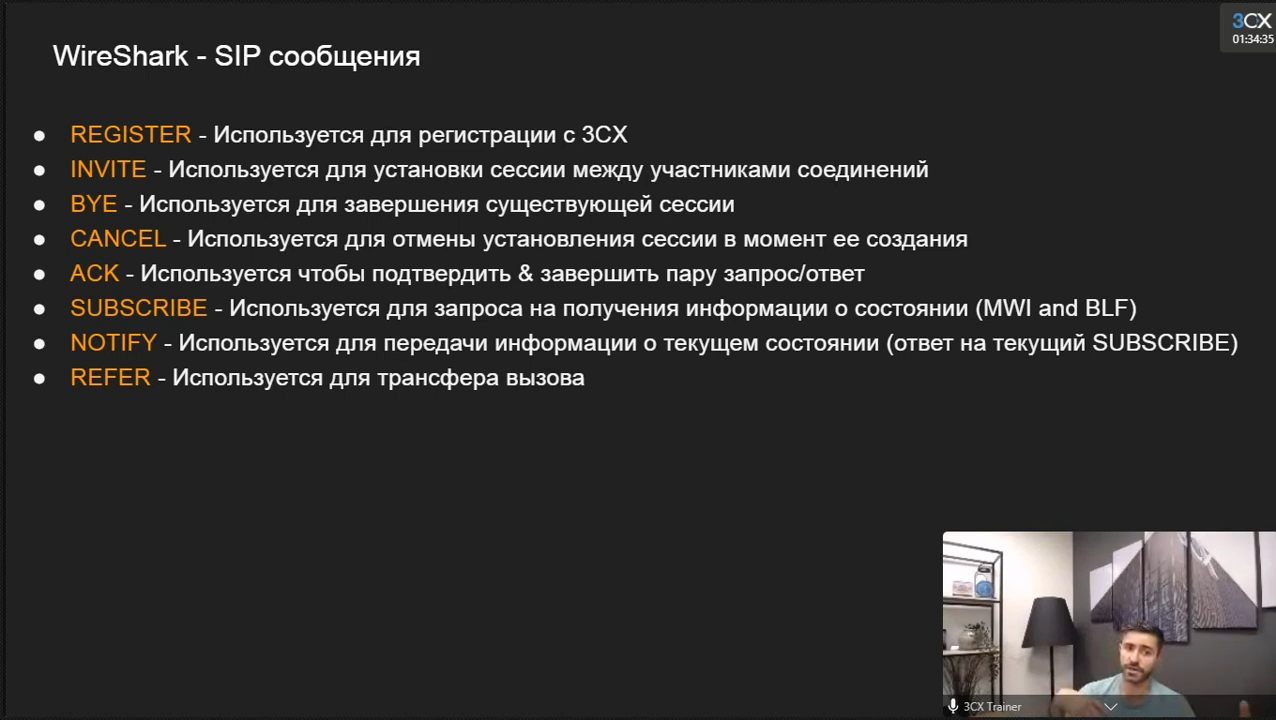 3CX
01:34:35
WireShark - SIP сообщения
● REGISTER - Используется для регистрации с 3CX
● INVITE - Используется для установки сессии между участниками соединений
● BYE - Используется для завершения существующей сессии
● CANCEL - Используется для отмены установления сессии в момент ее создания
● ACK - Используется чтобы подтвердить & завершить пару запрос/ответ
● SUBSCRIBE - Используется для запроса на получения информации о состоянии (MWI and BLF)
● NOTIFY - Используется для передачи информации о текущем состоянии (ответ на текущий SUBSCRIBE)
● REFER - Используется для трансфера вызова
3CX Trainer